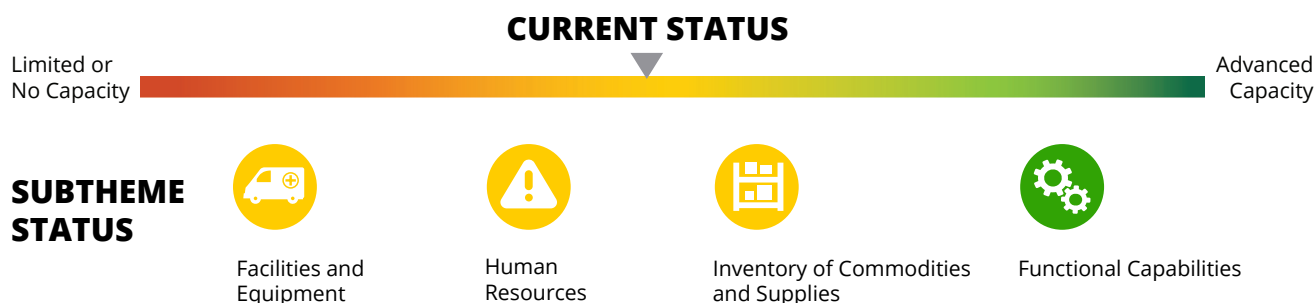 CURRENT STATUS
Limited or
No Capacity
Advanced
Capacity
SUBTHEME
STATUS
Facilities and
Equipment
Human
Resources
Inventory of Commodities
and Supplies
Functional Capabilities